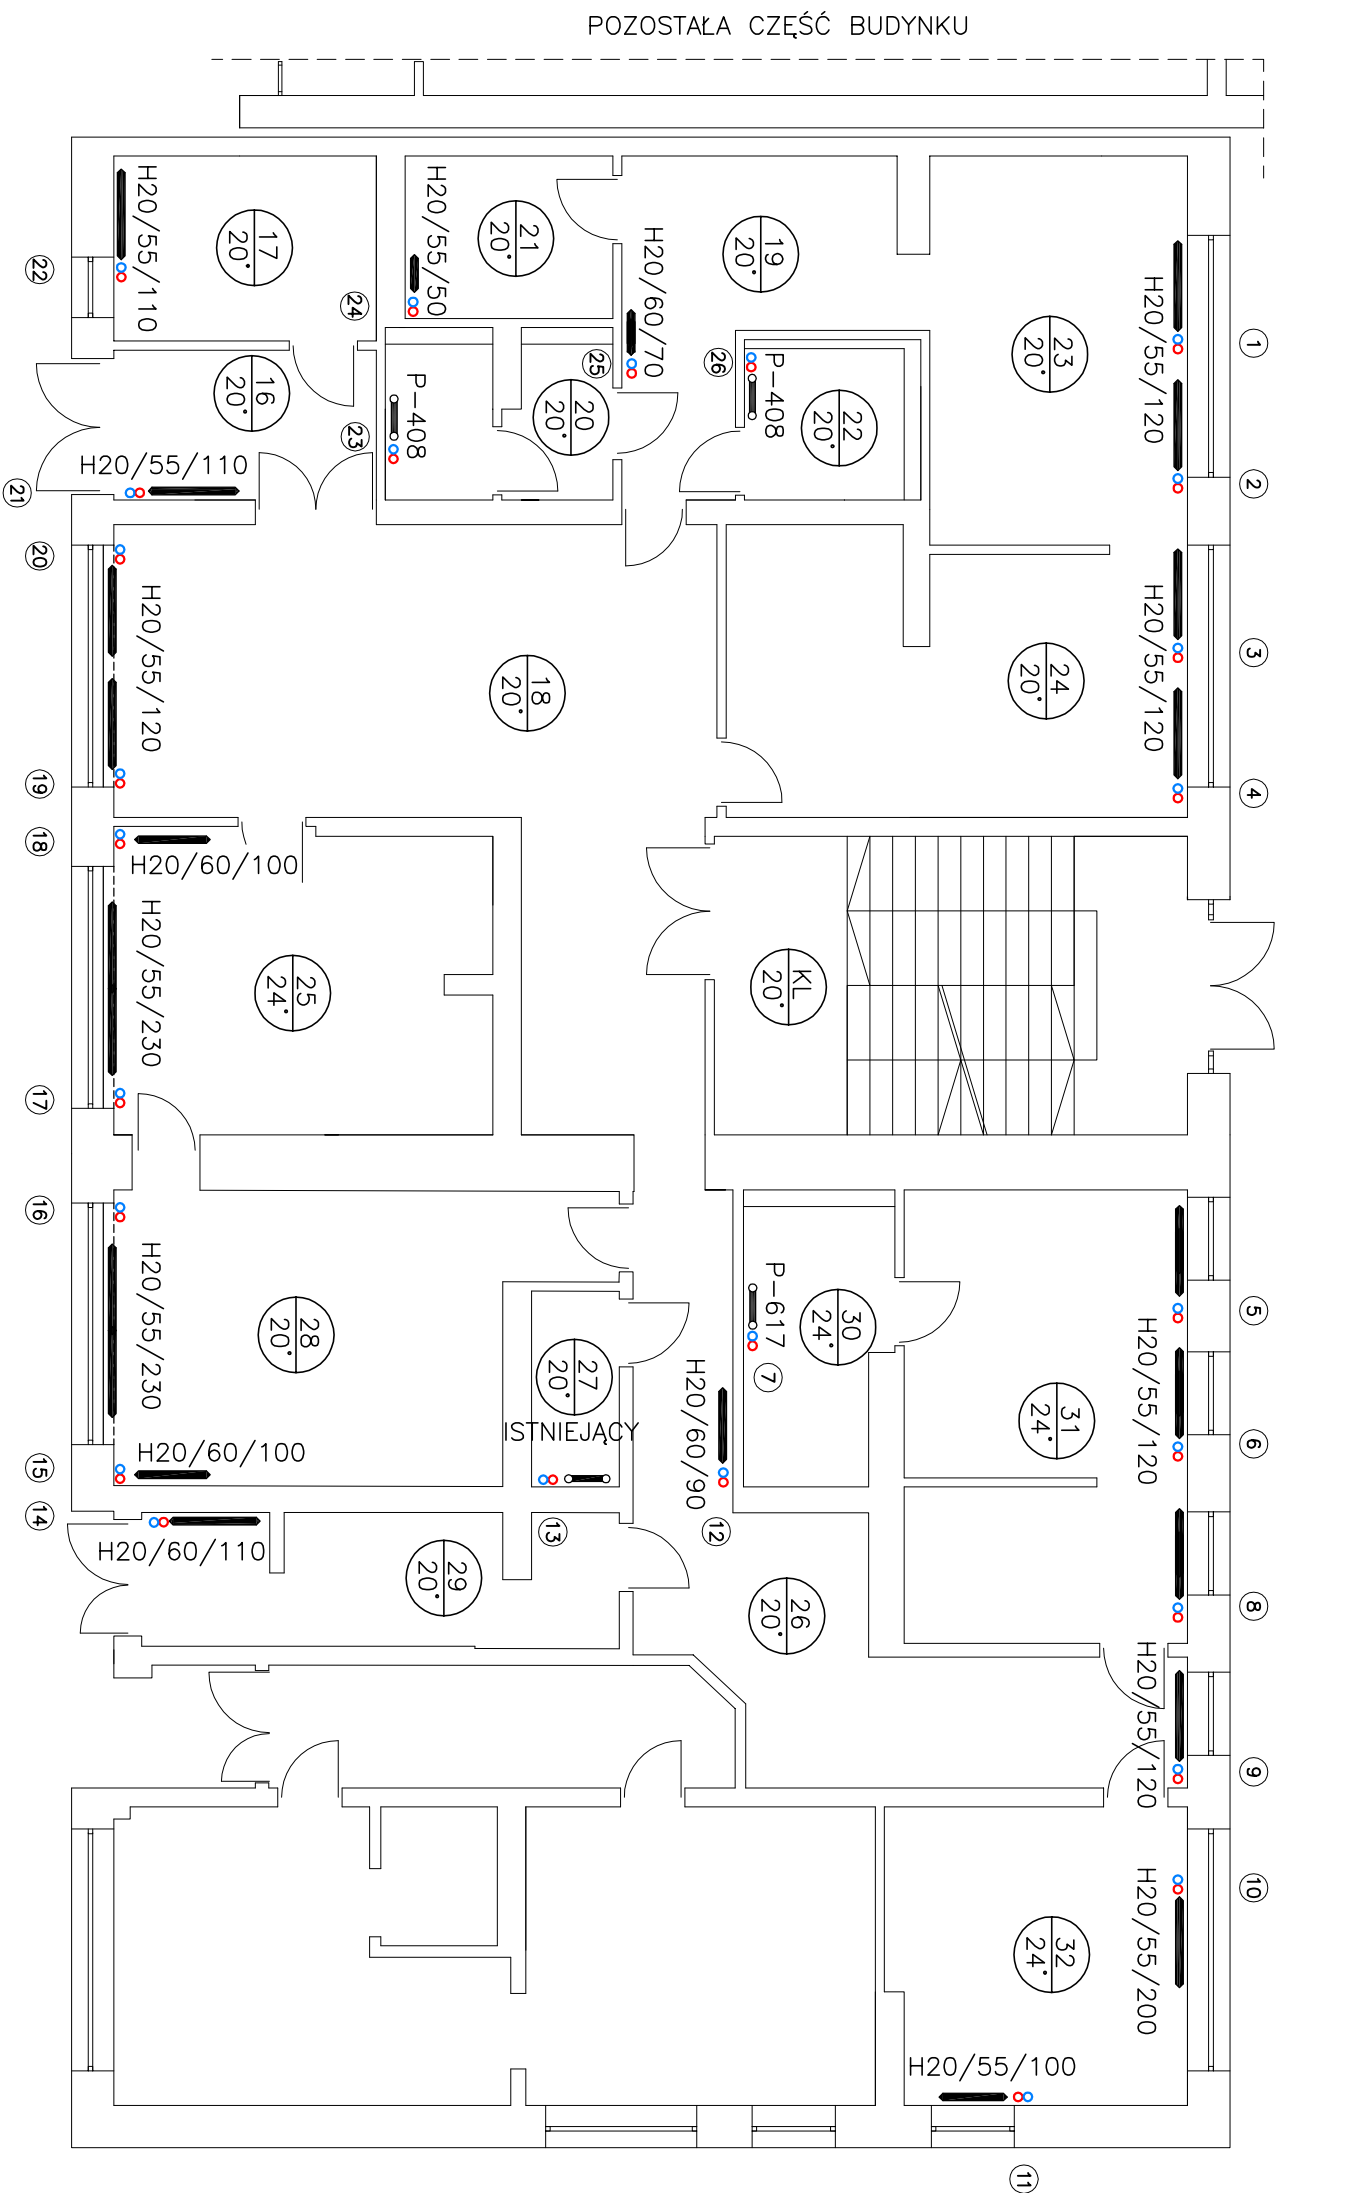 POZOSTAŁA CZĘŚĆ BUDYNKU
H20/55/110
17
20°
22
24
H20/55/50
21
20°
H20/60/70
19
20°
25
26
P-408
22
20°
23
20°
H20/55/120
1
2
16
20°
P-408
23
20
20°
H20/55/110
21
20
H20/55/120
19
18
20°
24
20°
H20/55/120
3
4
18
H20/60/100
H20/55/230
25
24°
17
KL
20°
16
H20/55/230
28
20°
H20/60/100
15
27
20°
ISTNIEJĄCY
13
H20/60/90
12
P-617
7
30
24°
31
24°
H20/55/120
5
6
14
H20/60/110
29
20°
26
20°
8
H20/55/120
9
10
H20/55/200
32
24°
H20/55/100
11